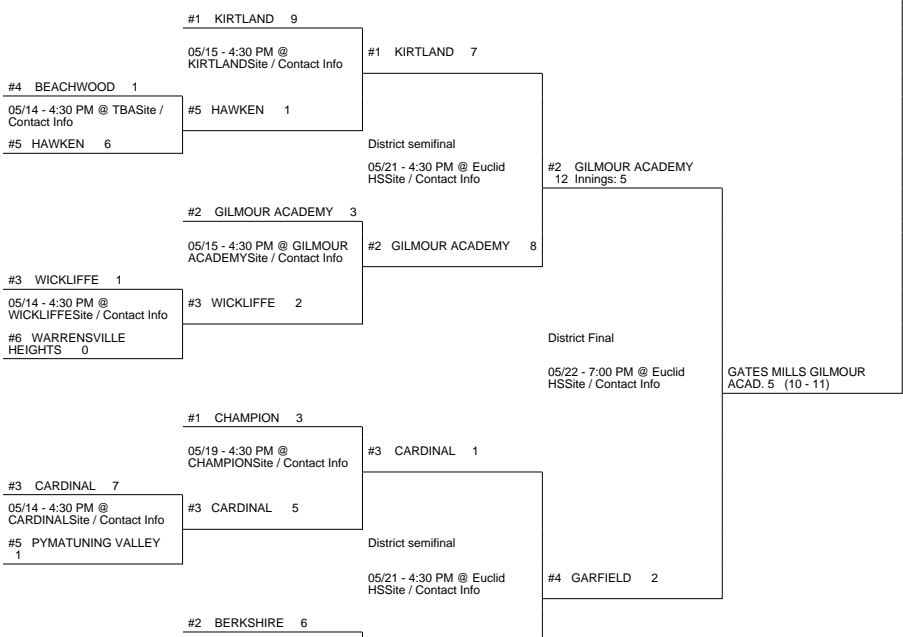 #1 KIRTLAND 9
05/15 - 4:30 PM @
KIRTLANDSite / Contact Info
#1 KIRTLAND 7
#4 BEACHWOOD 1
05/14 - 4:30 PM @ TBASite /
Contact Info
#5 HAWKEN 1
#5 HAWKEN 6
District semifinal
05/21 - 4:30 PM @ Euclid
HSSite / Contact Info
#2 GILMOUR ACADEMY
12 Innings: 5
#2 GILMOUR ACADEMY 3
05/15 - 4:30 PM @ GILMOUR
ACADEMYSite / Contact Info
#2 GILMOUR ACADEMY 8
#3 WICKLIFFE 1
05/14 - 4:30 PM @
WICKLIFFESite / Contact Info
#3 WICKLIFFE 2
#6 WARRENSVILLE
HEIGHTS 0
District Final
05/22 - 7:00 PM @ Euclid
HSSite / Contact Info
GATES MILLS GILMOUR
ACAD. 5 (10 - 11)
#1 CHAMPION 3
05/19 - 4:30 PM @
CHAMPIONSite / Contact Info
#3 CARDINAL 1
#3 CARDINAL 7
05/14 - 4:30 PM @
CARDINALSite / Contact Info
#3 CARDINAL 5
#5 PYMATUNING VALLEY
1
District semifinal
05/21 - 4:30 PM @ Euclid
HSSite / Contact Info
#4 GARFIELD 2
#2 BERKSHIRE 6